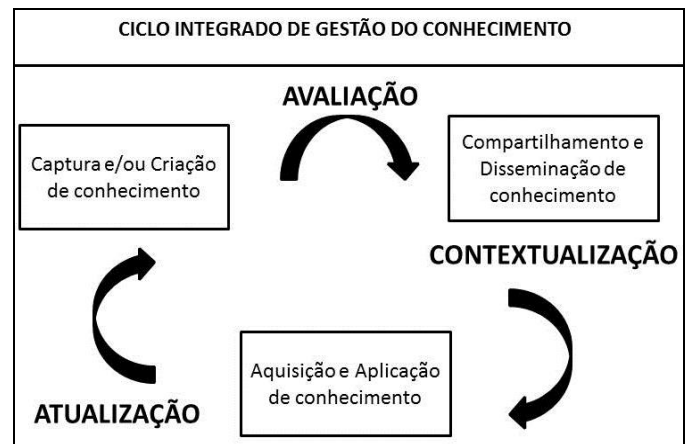 CICLO INTEGRADO DE GESTÃO DO CONHECIMENTO
AVALIAÇÃO
Captura e/ou Criação
de conhecimento
Compartilhamento e
Disseminação de
conhecimento
CONTEXTUALIZAÇÃO
Aquisição e Aplicação
de conhecimento
ATUALIZAÇÃO